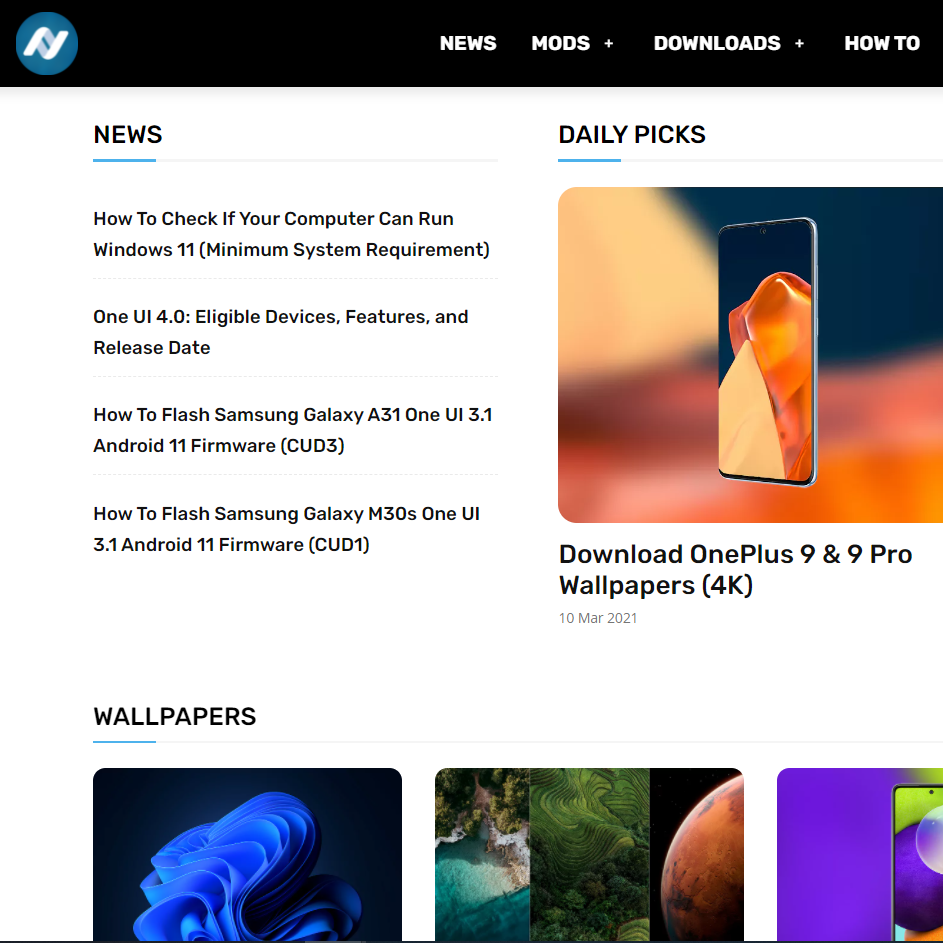 NEWS
MODS +
DOWNLOADS +
HOW TO
NEWS
How To Check If Your Computer Can Run
Windows 11 (Minimum System Requirement)
One UI 4.0: Eligible Devices, Features, and
Release Date
How To Flash Samsung Galaxy A31 One UI 3.1
Android 11 Firmware (CUD3)
How To Flash Samsung Galaxy M30s One UI
3.1 Android 11 Firmware (CUD1)
DAILY PICKS
Download OnePlus 9 & 9 Pro
Wallpapers (4K)
10 Mar 2021
WALLPAPERS